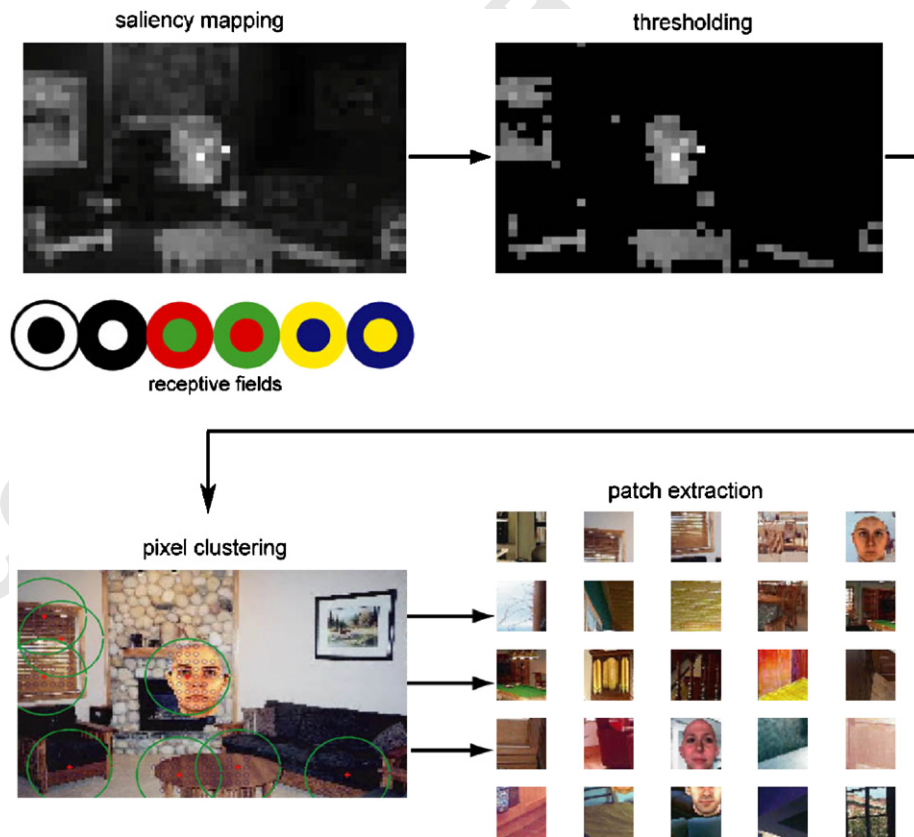 saliency mapping
thresholding
receptive fields
pixel clustering
patch extraction